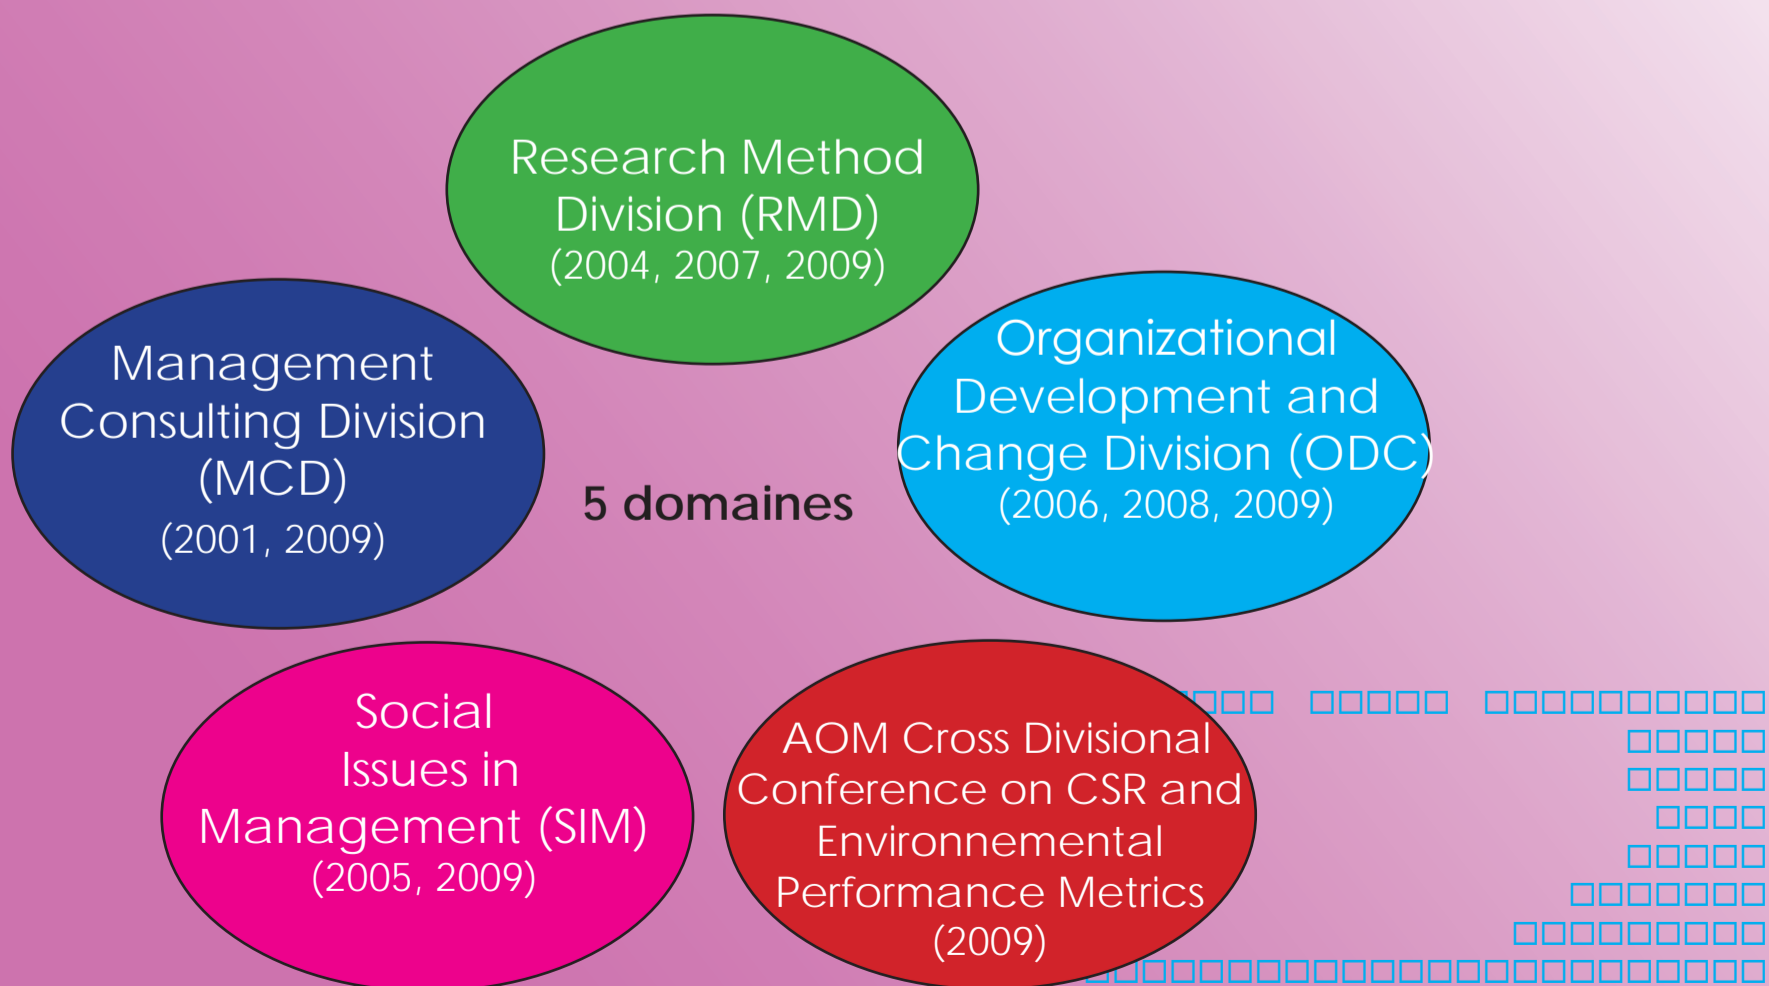 Research Method
Division (RMD)
(2004, 2007, 2009)
Management
Consulting Division
(MCD)
(2001, 2009)
Organizational
Development and
Change Division (ODC)
(2006, 2008, 2009)
5 domaines
Social
Issues in
Management (SIM)
(2005, 2009)
AOM Cross Divisional
Conference on CSR and
Environnemental
Performance Metrics
(2009)